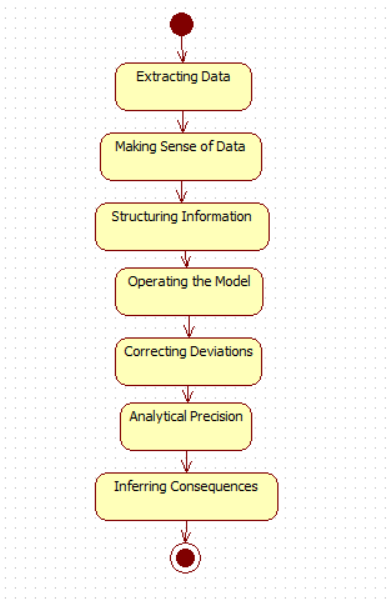 Extracting Data
Making Sense of Data
Structuring Information
Operating the Model
Correcting Deviations
Analytical Precision
Inferring Consequences